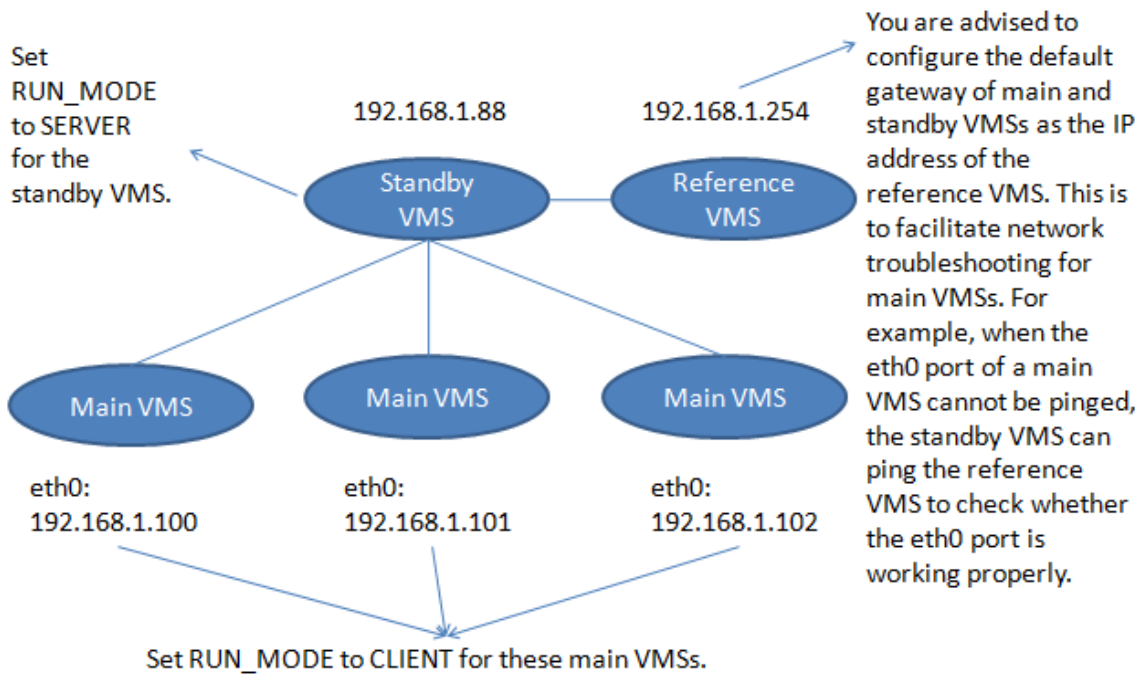 Set
RUN_MODE
to SERVER
for the
standby VMS.
192.168.1.88
192.168.1.254
You are advised to
configure the default
gateway of main and
standby VMSs as the IP
address of the
reference VMS. This is
to facilitate network
troubleshooting for
main VMSs. For
example, when the
eth0 port of a main
VMS cannot be pinged,
the standby VMS can
ping the reference
VMS to check whether
the eth0 port is
working properly.
Standby
VMS
Reference
VMS
Main VMS
Main VMS
Main VMS
eth0:
192.168.1.100
eth0:
192.168.1.101
eth0:
192.168.1.102
Set RUN_MODE to CLIENT for these main VMSs.